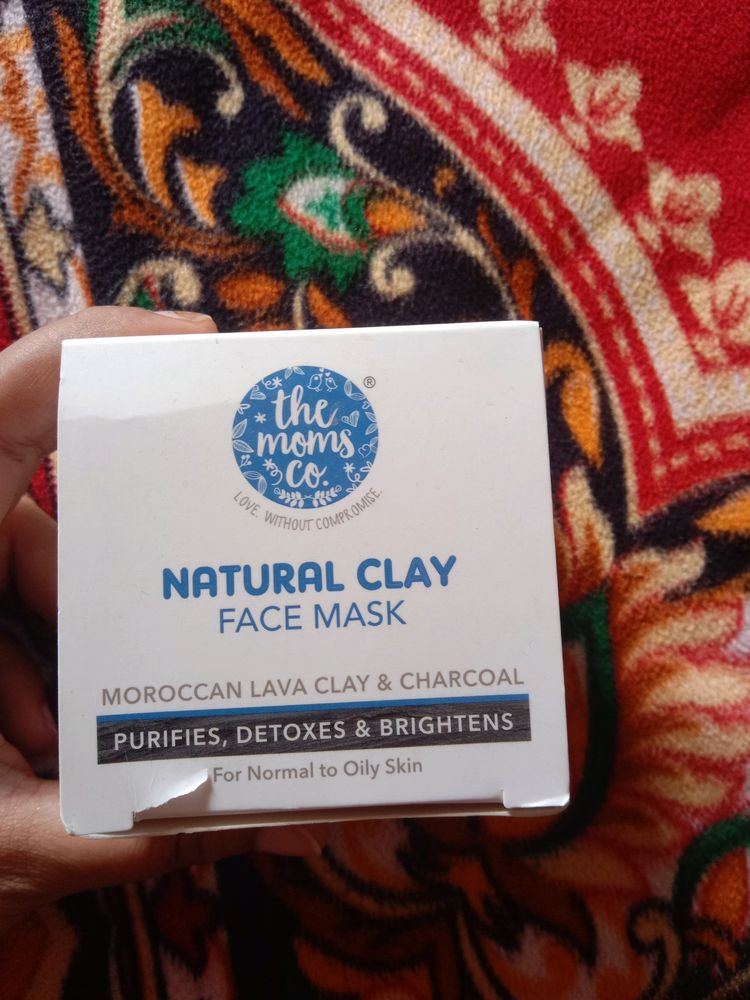 the
moms
co.
®
LOVE. WITHOUT COMPROMISE.
NATURAL CLAY
FACE MASK
MOROCCAN LAVA CLAY & CHARCOAL
PURIFIES, DETOXES & BRIGHTENS
For Normal to Oily Skin